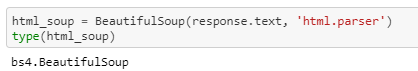 html_soup = BeautifulSoup(response.text, 'html.parser')
type(html_soup)
bs4.BeautifulSoup